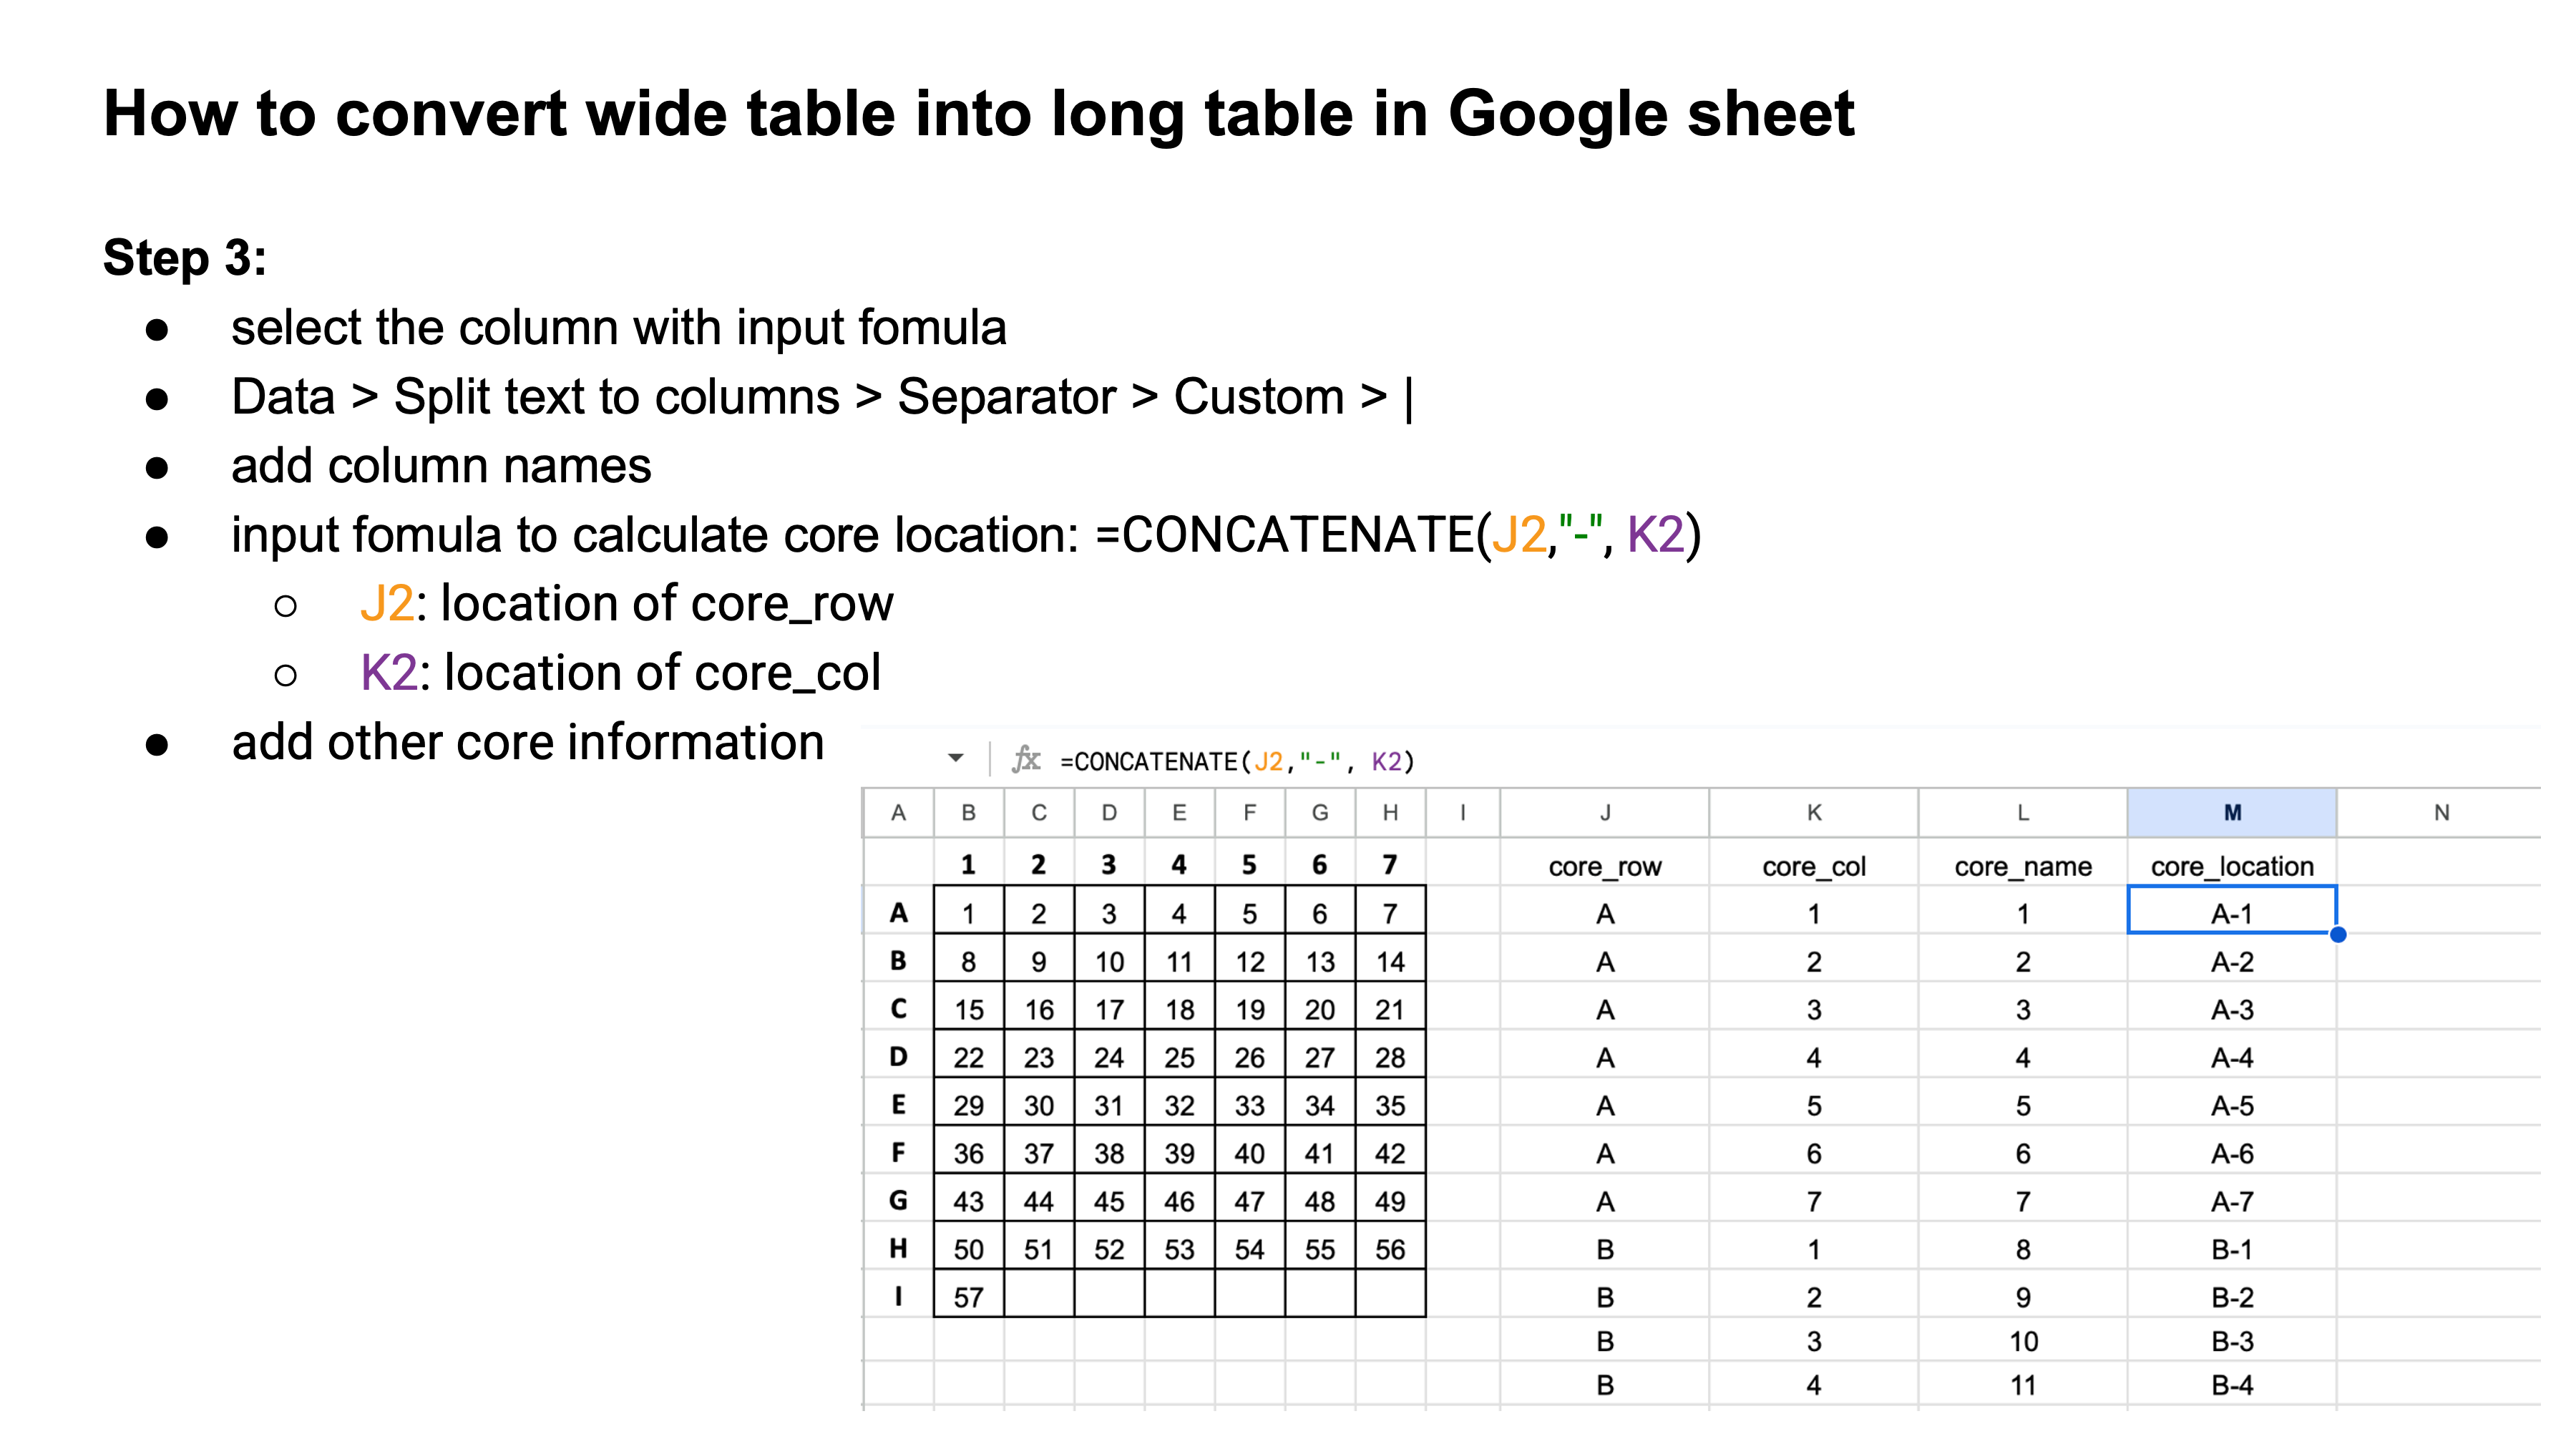 How to convert wide table into long table in Google sheet
Step 3:
● select the column with input fomula
● Data > Split text to columns > Separator > Custom > |
● add column names
● input fomula to calculate core location: =CONCATENATE(J2,"-", K2)
○ J2: location of core_row
○ K2: location of core_col
● add other core information
fx =CONCATENATE(J2,"-", K2)
A B C D E F G H I J K L M N
1 2 3 4 5 6 7 core_row core_col core_name core_location
A 1 2 3 4 5 6 7 A 1 1 A-1
B 8 9 10 11 12 13 14 A 2 2 A-2
C 15 16 17 18 19 20 21 A 3 3 A-3
D 22 23 24 25 26 27 28 A 4 4 A-4
E 29 30 31 32 33 34 35 A 5 5 A-5
F 36 37 38 39 40 41 42 A 6 6 A-6
G 43 44 45 46 47 48 49 A 7 7 A-7
H 50 51 52 53 54 55 56 B 1 8 B-1
I 57 B 2 9 B-2
B 3 10 B-3
B 4 11 B-4